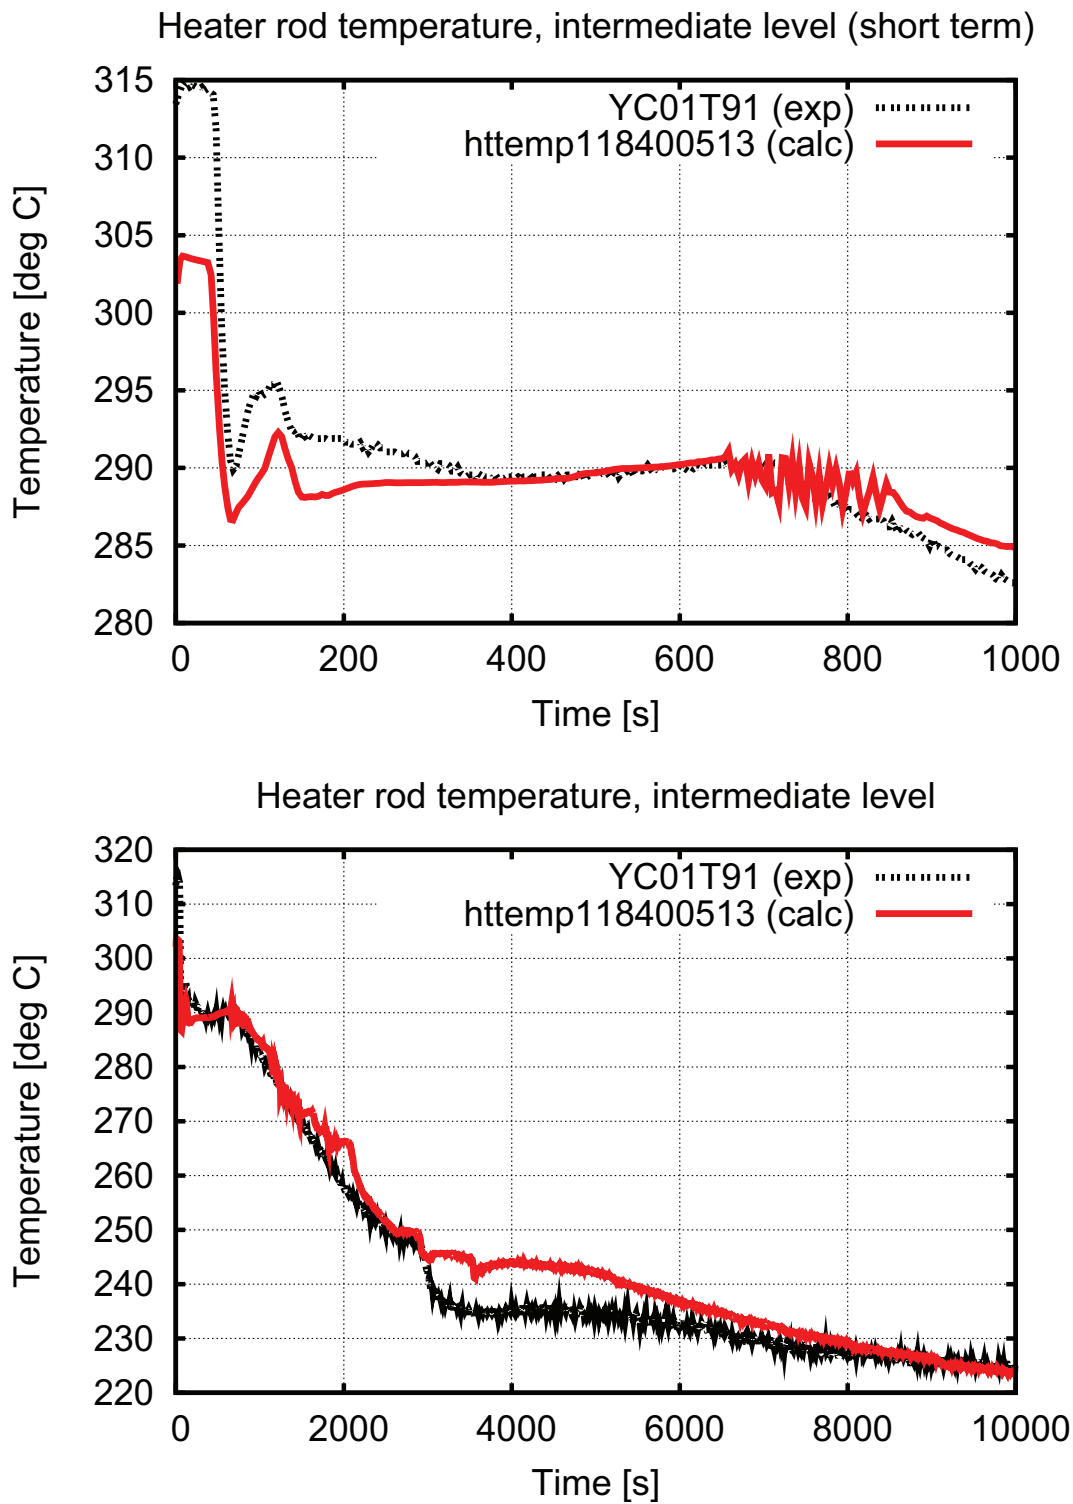 Heater rod temperature, intermediate level (short term)
315
310
305
300
295
290
285
280
Temperature [deg C]
YC01T91 (exp)
httemp118400513 (calc)
0 200 400 600 800 1000
Time [s]
Heater rod temperature, intermediate level
320
310
300
290
280
270
260
250
240
230
220
Temperature [deg C]
YC01T91 (exp)
httemp118400513 (calc)
0 2000 4000 6000 8000 10000
Time [s]